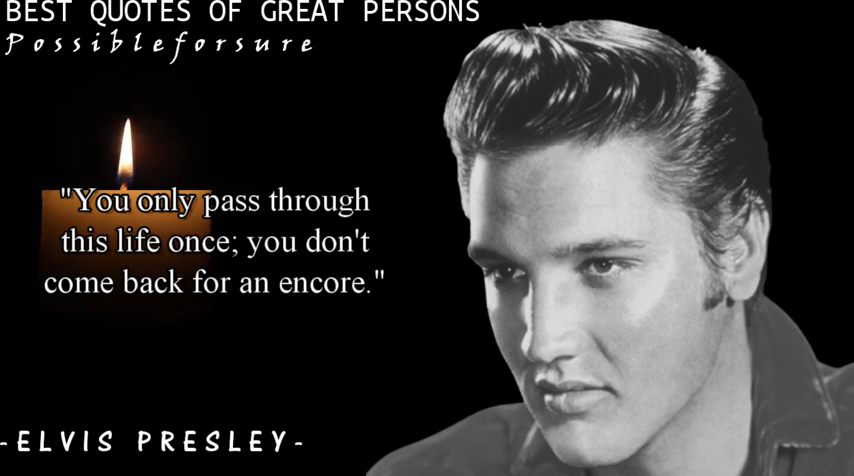 BEST QUOTES OF GREAT PERSONS
Possibleforsure
"You only pass through
this life once; you don't
come back for an encore."
-ELVIS PRESLEY-